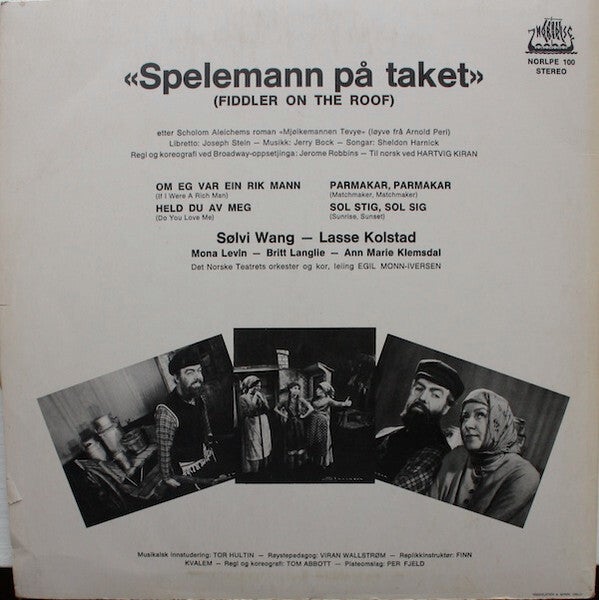 NORDISC
NORLPE 100
STEREO
«Spelemann på taket»
(FIDDLER ON THE ROOF)
etter Scholom Aleichems roman «Mjølkemannen Tevye» (løyve frå Arnold Perl)
Libretto: Joseph Stein — Musikk: Jerry Bock — Songar: Sheldon Harnick
Regi og koreografi ved Broadway-oppsetjinga: Jerome Robbins — Til norsk ved HARTVIG KIRAN
OM EG VAR EIN RIK MANN
(If I Were A Rich Man)
HELD DU AV MEG
(Do You Love Me)
PARMAKAR, PARMAKAR
(Matchmaker, Matchmaker)
SOL STIG, SOL SIG
(Sunrise, Sunset)
Sølvi Wang — Lasse Kolstad
Mona Levin — Britt Langlie — Ann Marie Klemsdal
Det Norske Teatrets orkester og kor, leiing EGIL MONN-IVERSEN
Musikalsk innstudering: TOR HULTIN — Røystepedagog: VIRAN WALLSTRØM — Replikkinstruktør: FINN
KVALEM — Regi og koreografi: TOM ABBOTT — Plateomslag: PER FJELD